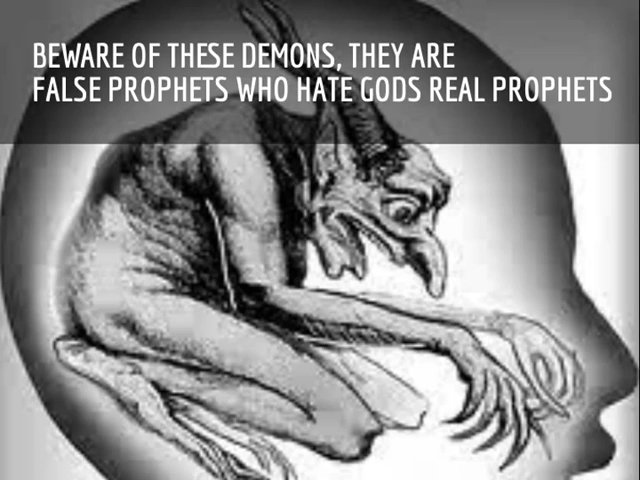 BEWARE OF THESE DEMONS, THEY ARE
FALSE PROPHETS WHO HATE GODS REAL PROPHETS